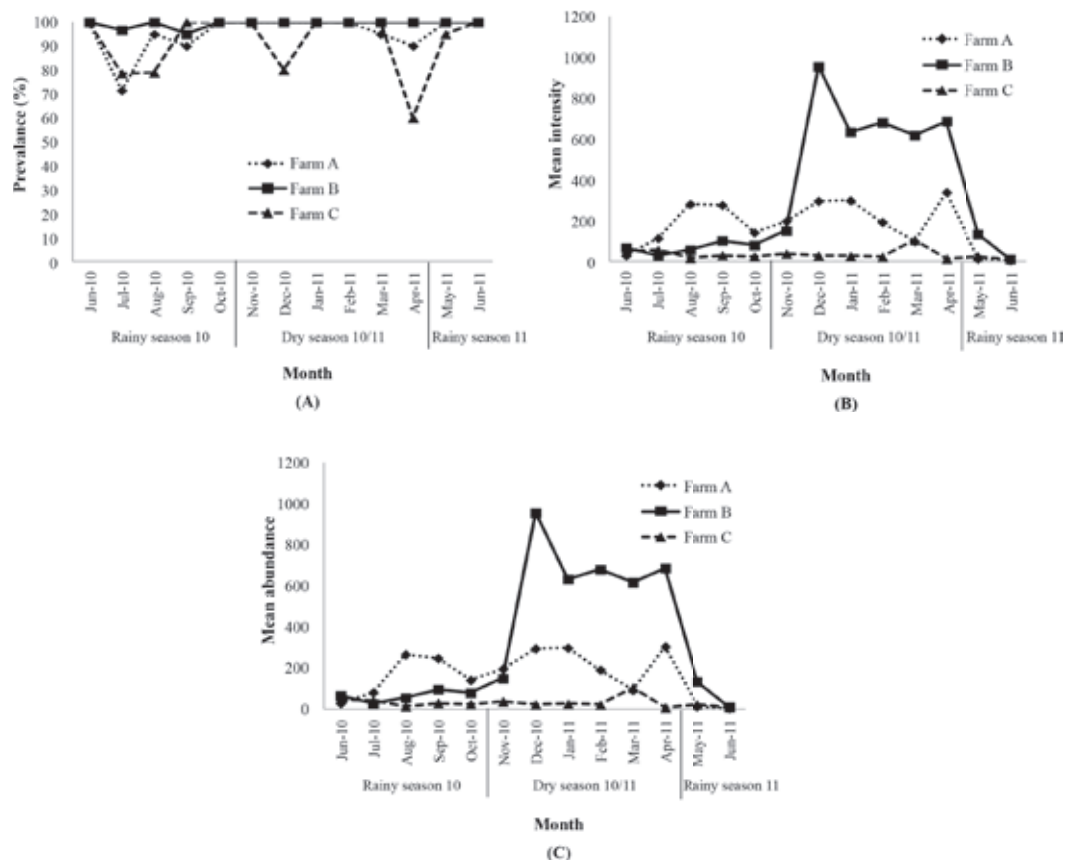 100
90
80
70
60
50
40
30
20
10
0
Prevalance (%)
Farm A
Farm B
Farm C
Jun-10
Jul-10
Aug-10
Sep-10
Oct-10
Nov-10
Dec-10
Jan-11
Feb-11
Mar-11
Apr-11
May-11
Jun-11
Rainy season 10
Dry season 10/11
Rainy season 11
Month
(A)
1200
1000
800
600
400
200
0
Mean intensity
Farm A
Farm B
Farm C
Jun-10
Jul-10
Aug-10
Sep-10
Oct-10
Nov-10
Dec-10
Jan-11
Feb-11
Mar-11
Apr-11
May-11
Jun-11
Rainy season 10
Dry season 10/11
Rainy season 11
Month
(B)
1200
1000
800
600
400
200
0
Mean abundance
Farm A
Farm B
Farm C
Jun-10
Jul-10
Aug-10
Sep-10
Oct-10
Nov-10
Dec-10
Jan-11
Feb-11
Mar-11
Apr-11
May-11
Jun-11
Rainy season 10
Dry season 10/11
Rainy season 11
Month
(C)